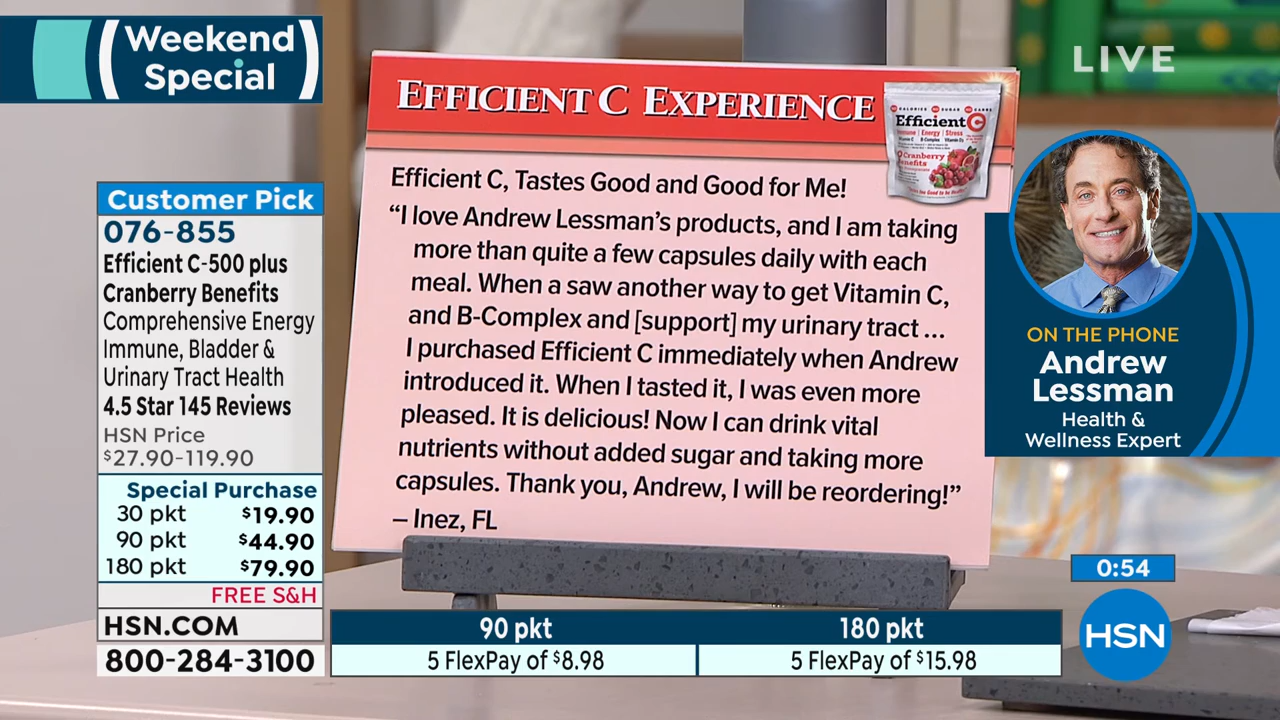 Weekend
Special
LIVE
EFFICIENT C EXPERIENCE
Efficient C
Immune | Energy | Stress
Vitamin C B Complex Vitamin D3
Cranberry
Benefits
Efficient C, Tastes Good and Good for Me!
“I love Andrew Lessman’s products, and I am taking
more than quite a few capsules daily with each
meal. When a saw another way to get Vitamin C,
and B-Complex and [support] my urinary tract ...
I purchased Efficient C immediately when Andrew
introduced it. When I tasted it, I was even more
pleased. It is delicious! Now I can drink vital
nutrients without added sugar and taking more
capsules. Thank you, Andrew, I will be reordering!”
– Inez, FL
Customer Pick
076-855
Efficient C-500 plus
Cranberry Benefits
Comprehensive Energy
Immune, Bladder &
Urinary Tract Health
4.5 Star 145 Reviews
HSN Price
$27.90-119.90
Special Purchase
30 pkt $19.90
90 pkt $44.90
180 pkt $79.90
FREE S&H
HSN.COM
800-284-3100
90 pkt 180 pkt
5 FlexPay of $8.98 5 FlexPay of $15.98
ON THE PHONE
Andrew
Lessman
Health &
Wellness Expert
0:54
HSN